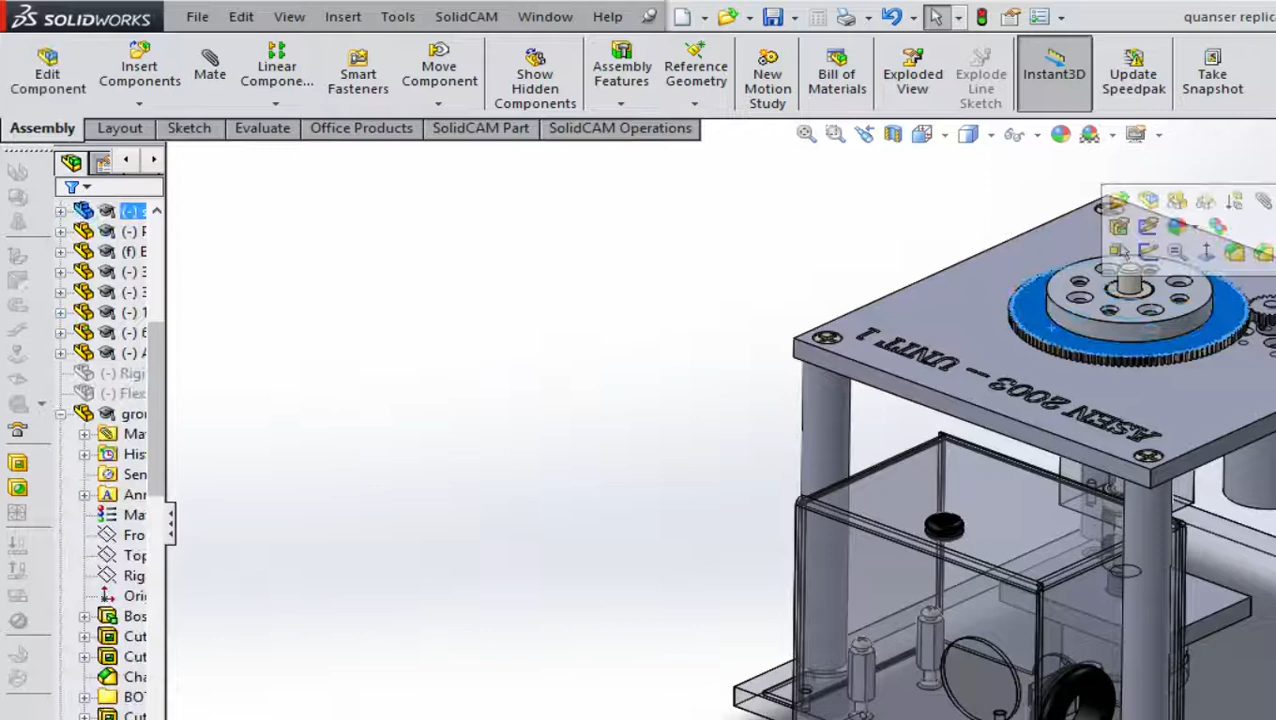 SOLIDWORKS File Edit View Insert Tools SolidCAM Window Help quanser replic
Edit Component
Insert Components
Mate
Linear Compone...
Smart Fasteners
Move Component
Show Hidden Components
Assembly Features
Reference Geometry
New Motion Study
Bill of Materials
Exploded View
Explode Line Sketch
Instant3D
Update Speedpak
Take Snapshot
Assembly Layout Sketch Evaluate Office Products SolidCAM Part SolidCAM Operations
(-) s
(-) F
(f) E
(-) 3
(-) 3
(-) 1
(-) 6
(-) A
(-) Rigi
(-) Flex
grou
Ma
His
Sen
Ann
Ma
Fro
Top
Rig
Ori
Bos
Cut
Cut
Cha
BO
Cut
ASEN 2003 - UNIT 1